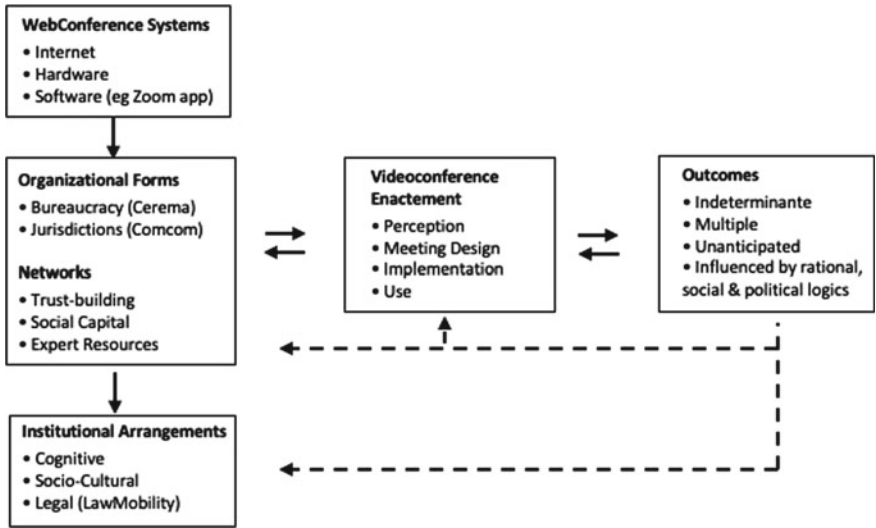 WebConference Systems
• Internet
• Hardware
• Software (eg Zoom app)
Organizational Forms
• Bureaucracy (Cerema)
• Jurisdictions (Comcom)
Networks
• Trust-building
• Social Capital
• Expert Resources
Institutional Arrangements
• Cognitive
• Socio-Cultural
• Legal (LawMobility)
Videoconference
Enactement
• Perception
• Meeting Design
• Implementation
• Use
Outcomes
• Indeterminante
• Multiple
• Unanticipated
• Influenced by rational,
social & political logics